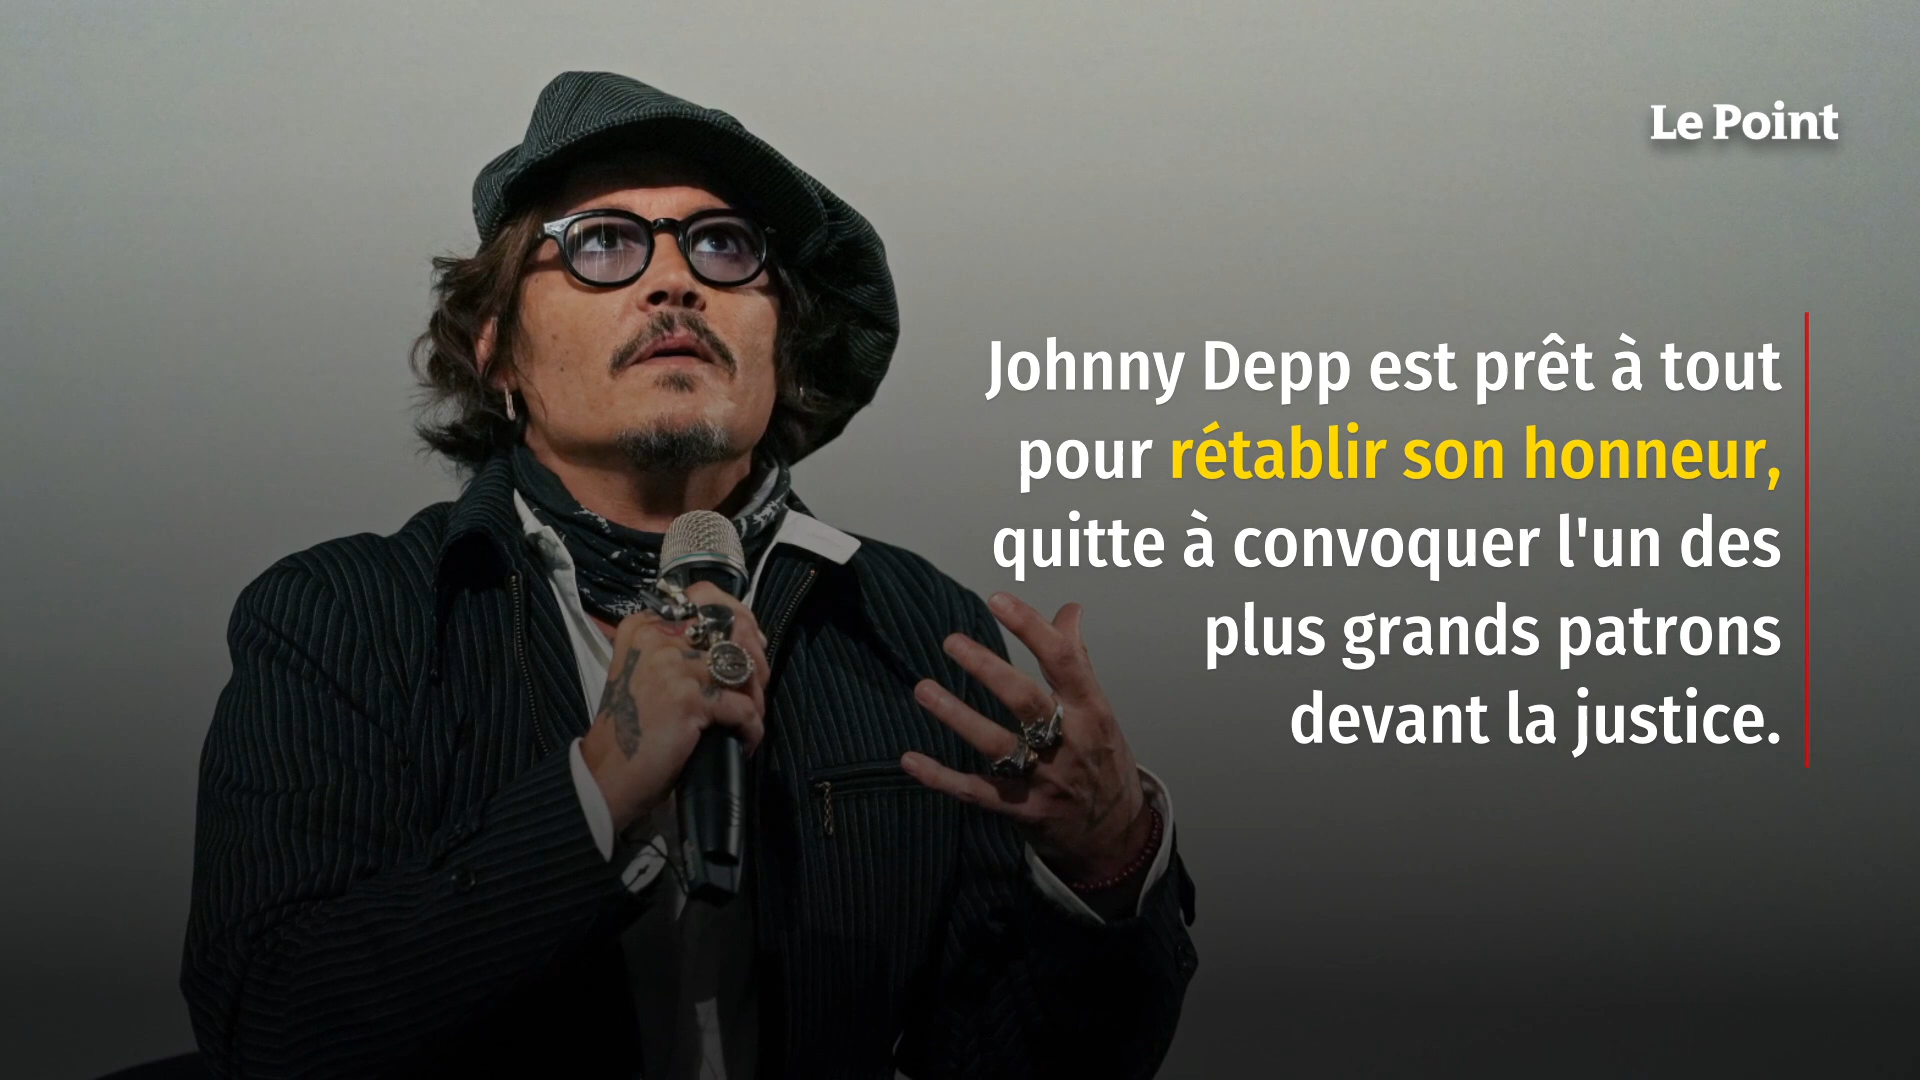 Le Point
Johnny Depp est prêt à tout
pour rétablir son honneur,
quitte à convoquer l'un des
plus grands patrons
devant la justice.